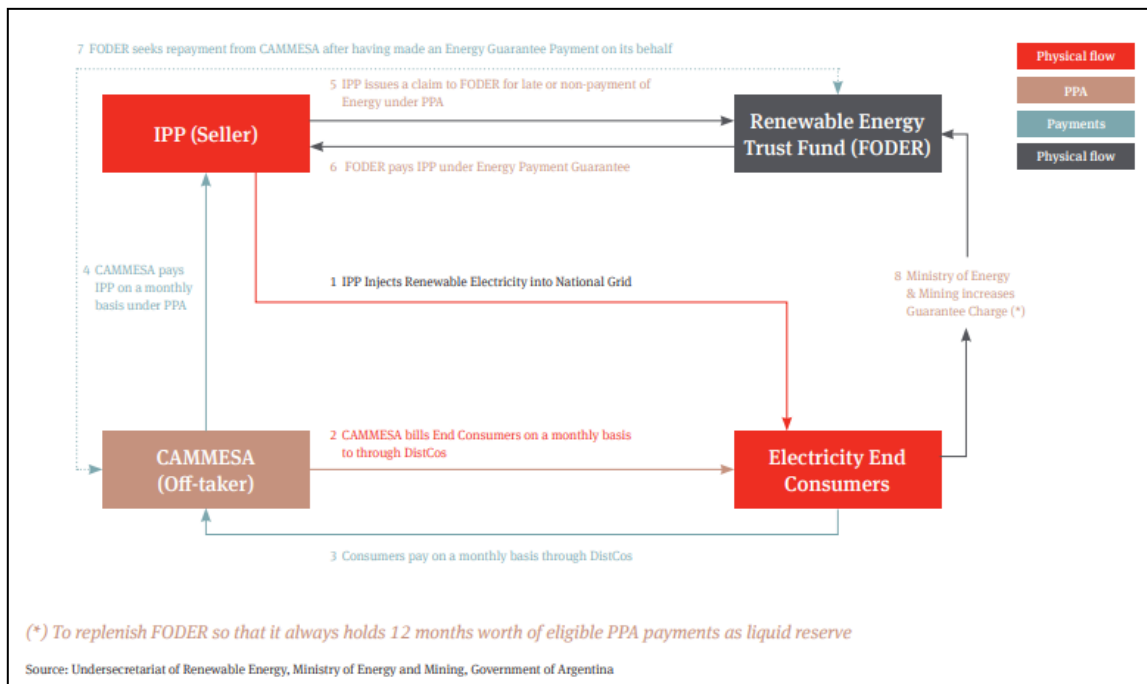 7 FODER seeks repayment from CAMMESA after having made an Energy Guarantee Payment on its behalf
Physical flow
PPA
Payments
Physical flow
5 IPP issues a claim to FODER for late or non-payment of
Energy under PPA
IPP (Seller)
Renewable Energy
Trust Fund (FODER)
6 FODER pays IPP under Energy Payment Guarantee
4 CAMMESA pays
IPP on a monthly
basis under PPA
1 IPP Injects Renewable Electricity into National Grid
8 Ministry of Energy
& Mining increases
Guarantee Charge (*)
2 CAMMESA bills End Consumers on a monthly basis
to through DistCos
CAMMESA
(Off-taker)
Electricity End
Consumers
3 Consumers pay on a monthly basis through DistCos
(*) To replenish FODER so that it always holds 12 months worth of eligible PPA payments as liquid reserve
Source: Undersecretariat of Renewable Energy, Ministry of Energy and Mining, Government of Argentina